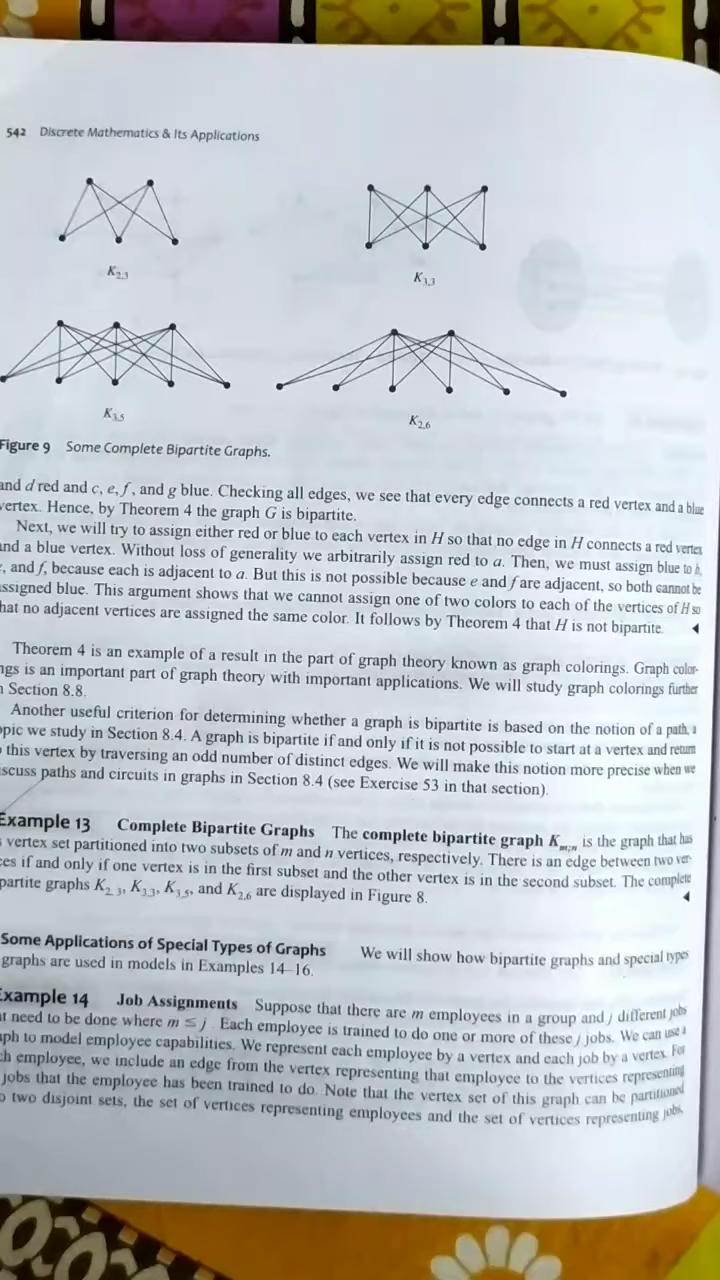 542 Discrete Mathematics & Its Applications
K2,3
K3,3
K3,5
K2,6
Figure 9 Some Complete Bipartite Graphs.
and d red and c, e, f, and g blue. Checking all edges, we see that every edge connects a red vertex and a blue
vertex. Hence, by Theorem 4 the graph G is bipartite.
Next, we will try to assign either red or blue to each vertex in H so that no edge in H connects a red vertex
and a blue vertex. Without loss of generality we arbitrarily assign red to a. Then, we must assign blue to b,
, and f, because each is adjacent to a. But this is not possible because e and f are adjacent, so both cannot be
assigned blue. This argument shows that we cannot assign one of two colors to each of the vertices of H so
hat no adjacent vertices are assigned the same color. It follows by Theorem 4 that H is not bipartite. ◀
Theorem 4 is an example of a result in the part of graph theory known as graph colorings. Graph color-
ngs is an important part of graph theory with important applications. We will study graph colorings further
n Section 8.8.
Another useful criterion for determining whether a graph is bipartite is based on the notion of a path, a
opic we study in Section 8.4. A graph is bipartite if and only if it is not possible to start at a vertex and return
o this vertex by traversing an odd number of distinct edges. We will make this notion more precise when we
scuss paths and circuits in graphs in Section 8.4 (see Exercise 53 in that section).
Example 13 Complete Bipartite Graphs The complete bipartite graph Km,n is the graph that has
s vertex set partitioned into two subsets of m and n vertices, respectively. There is an edge between two ver-
ces if and only if one vertex is in the first subset and the other vertex is in the second subset. The complete
partite graphs K2,3, K3,3, K3,5, and K2,6 are displayed in Figure 8. ◀
Some Applications of Special Types of Graphs We will show how bipartite graphs and special types
graphs are used in models in Examples 14–16.
Example 14 Job Assignments Suppose that there are m employees in a group and j different jobs
at need to be done where m ≤ j. Each employee is trained to do one or more of these j jobs. We can use a
aph to model employee capabilities. We represent each employee by a vertex and each job by a vertex. For
ch employee, we include an edge from the vertex representing that employee to the vertices representing
jobs that the employee has been trained to do. Note that the vertex set of this graph can be partitioned
o two disjoint sets, the set of vertices representing employees and the set of vertices representing jobs.